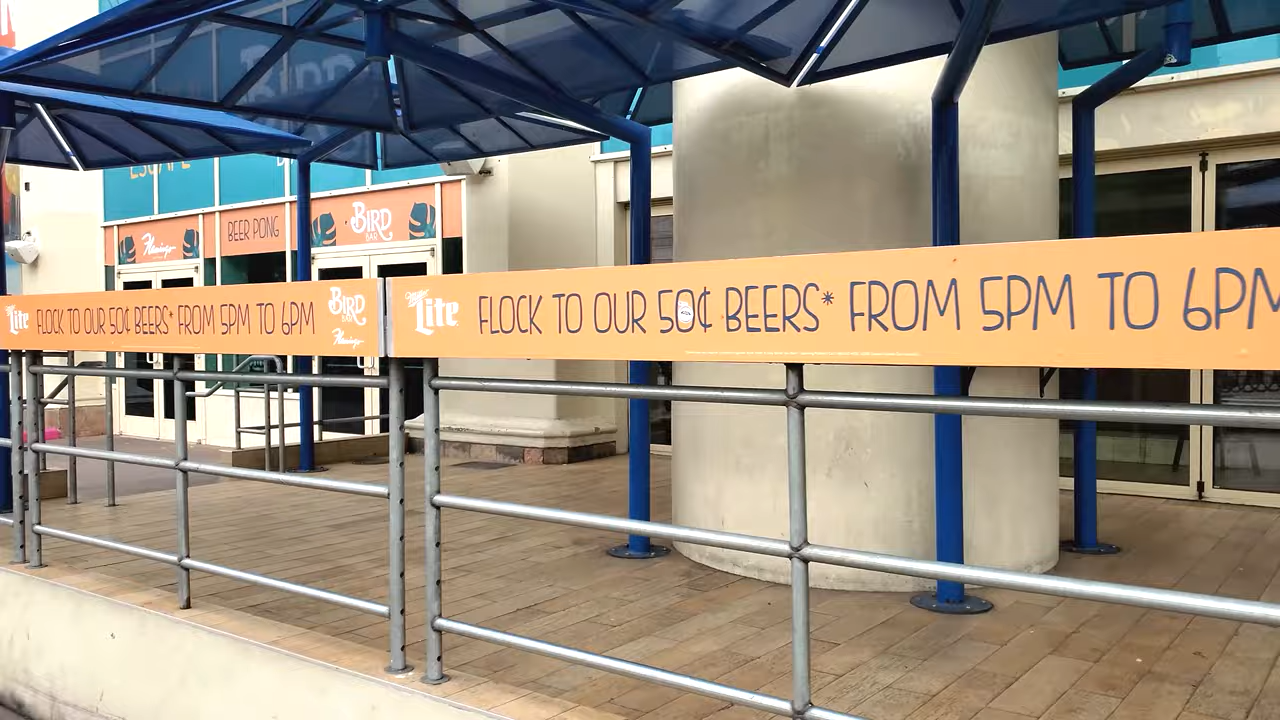 BIRD
ESCAPE
Flamingo
BEER PONG
BIRD
BAR
Lite
FLOCK TO OUR 50¢ BEERS* FROM 5PM TO 6PM
BIRD
BAR
Flamingo
Miller
Lite
FLOCK TO OUR 50¢ BEERS* FROM 5PM TO 6PM